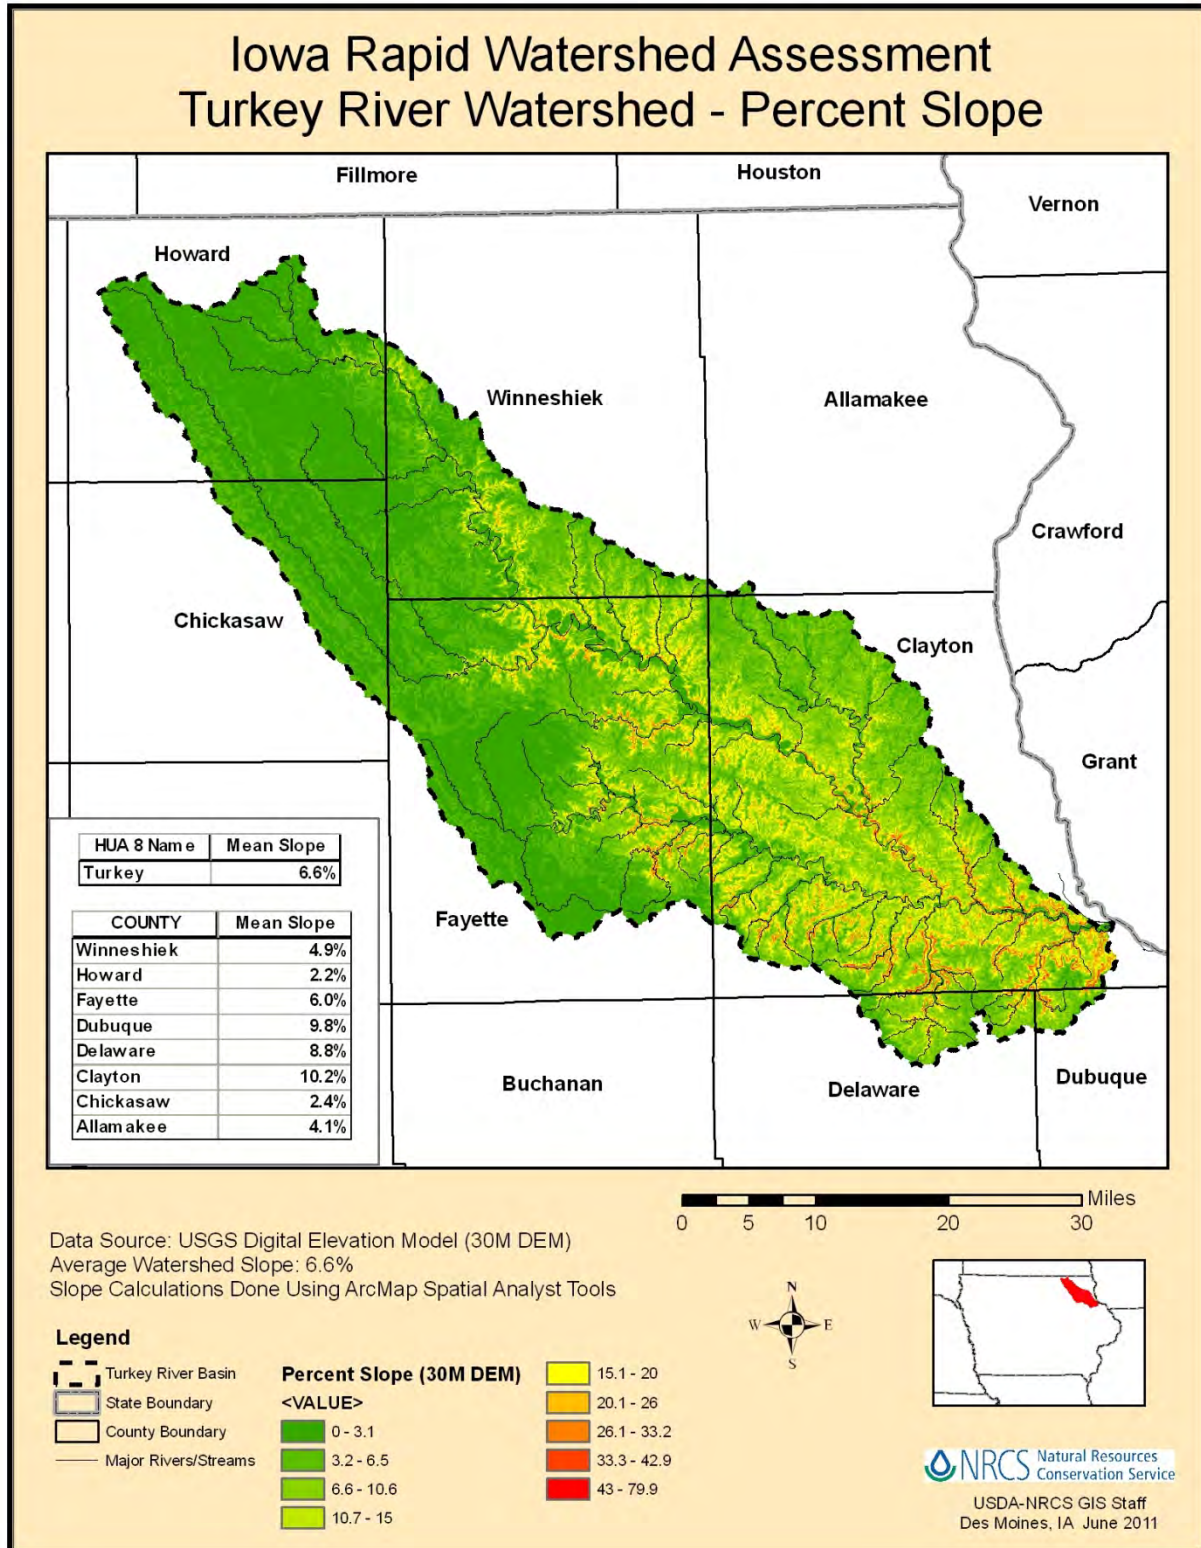 Iowa Rapid Watershed Assessment
Turkey River Watershed - Percent Slope
Fillmore
Houston
Vernon
Howard
Winneshiek
Allamakee
Crawford
Chickasaw
Clayton
Grant
Fayette
Buchanan
Delaware
Dubuque
HUA 8 Name Mean Slope
Turkey 6.6%
COUNTY Mean Slope
Winneshiek 4.9%
Howard 2.2%
Fayette 6.0%
Dubuque 9.8%
Delaware 8.8%
Clayton 10.2%
Chickasaw 2.4%
Allamakee 4.1%
Miles
0 5 10 20 30
Data Source: USGS Digital Elevation Model (30M DEM)
Average Watershed Slope: 6.6%
Slope Calculations Done Using ArcMap Spatial Analyst Tools
N
W E
S
Legend
Turkey River Basin
State Boundary
County Boundary
Major Rivers/Streams
Percent Slope (30M DEM)
<VALUE>
0 - 3.1
3.2 - 6.5
6.6 - 10.6
10.7 - 15
15.1 - 20
20.1 - 26
26.1 - 33.2
33.3 - 42.9
43 - 79.9
NRCS Natural Resources
Conservation Service
USDA-NRCS GIS Staff
Des Moines, IA June 2011